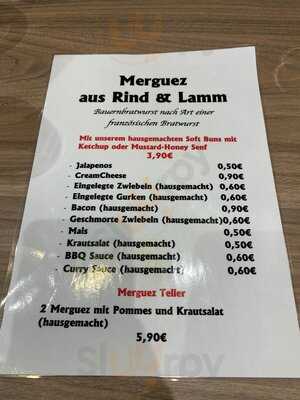 Merguez
aus Rind & Lamm
Bauernbratwurst nach Art einer
französischen Bratwurst
Mit unserem hausgemachten Soft Buns mit
Ketchup oder Mustard-Honey Senf
3,90€
- Jalapenos 0,50€
- CreamCheese 0,90€
- Eingelegte Zwiebeln (hausgemacht) 0,60€
- Eingelegte Gurken (hausgemacht) 0,60€
- Bacon (hausgemacht) 0,90€
- Geschmorte Zwiebeln (hausgemacht) 0,60€
- Mais 0,50€
- Krautsalat (hausgemacht) 0,50€
- BBQ Sauce (hausgemacht) 0,60€
- Curry Sauce (hausgemacht) 0,60€
Merguez Teller
2 Merguez mit Pommes und Krautsalat
(hausgemacht)
5,90€